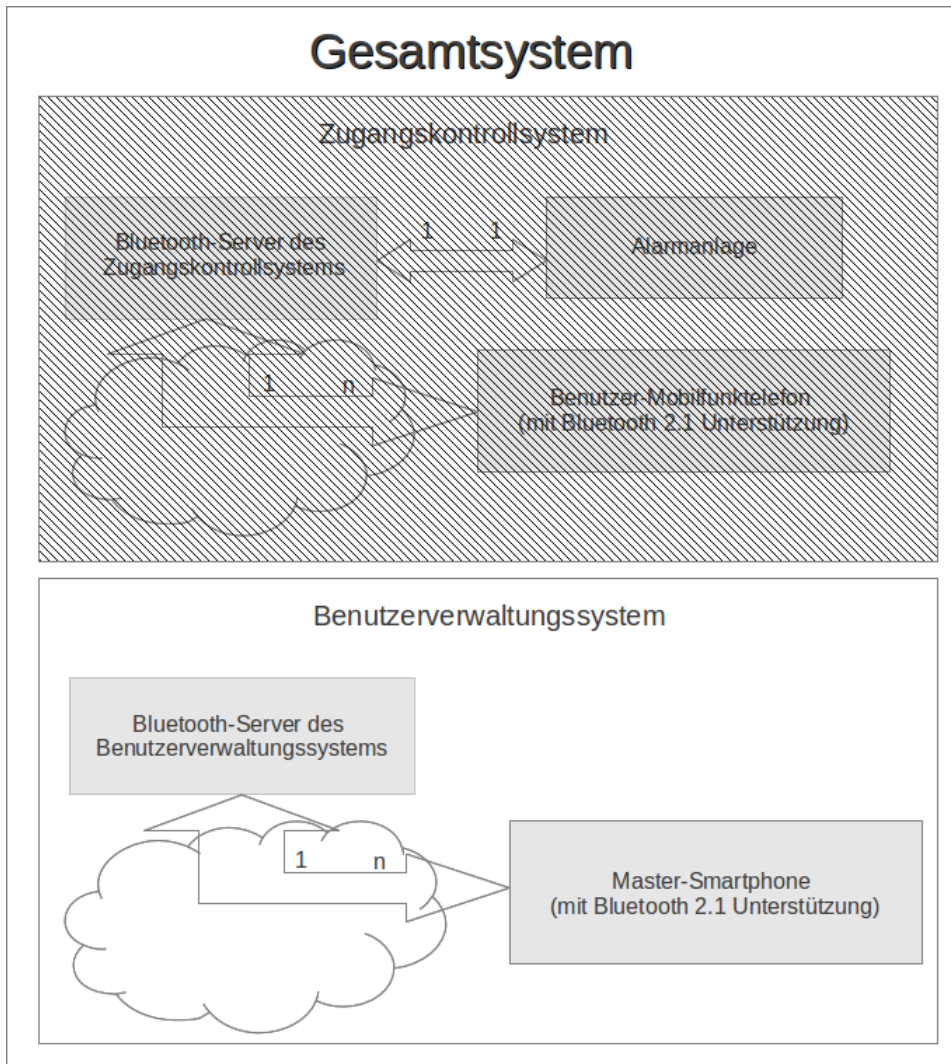 Gesamtsystem
Zugangskontrollsystem
Bluetooth-Server des
Zugangskontrollsystems
1 1
Alarmanlage
1 n
Benutzer-Mobilfunktelefon
(mit Bluetooth 2.1 Unterstützung)
Benutzerverwaltungssystem
Bluetooth-Server des
Benutzerverwaltungssystems
1 n
Master-Smartphone
(mit Bluetooth 2.1 Unterstützung)